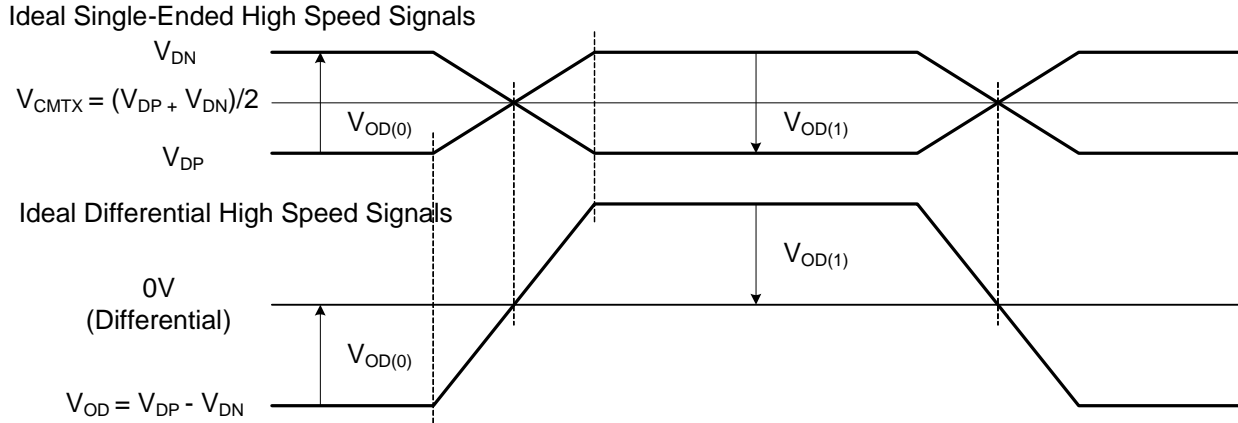 Ideal Single-Ended High Speed Signals
VDN
VCMTX = (VDP + VDN)/2
VOD(0)
VOD(1)
VDP
Ideal Differential High Speed Signals
VOD(1)
0V
(Differential)
VOD(0)
VOD = VDP - VDN